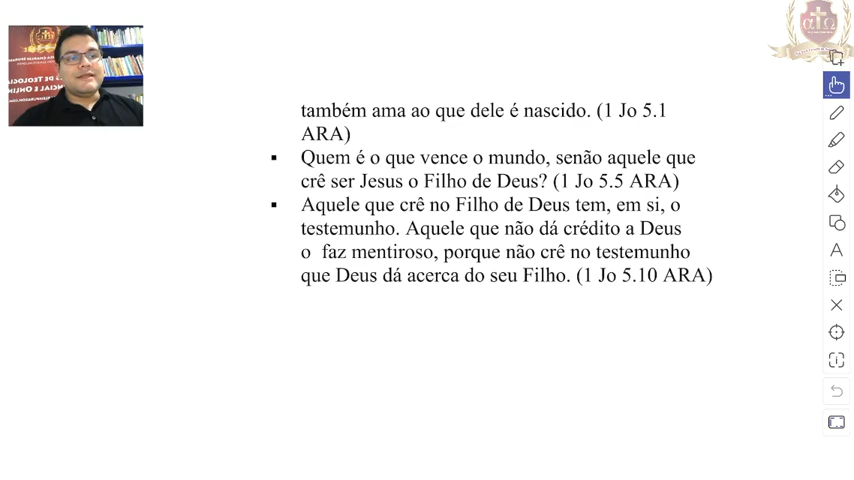 também ama ao que dele é nascido. (1 Jo 5.1
ARA)
▪ Quem é o que vence o mundo, senão aquele que
crê ser Jesus o Filho de Deus? (1 Jo 5.5 ARA)
▪ Aquele que crê no Filho de Deus tem, em si, o
testemunho. Aquele que não dá crédito a Deus
o faz mentiroso, porque não crê no testemunho
que Deus dá acerca do seu Filho. (1 Jo 5.10 ARA)